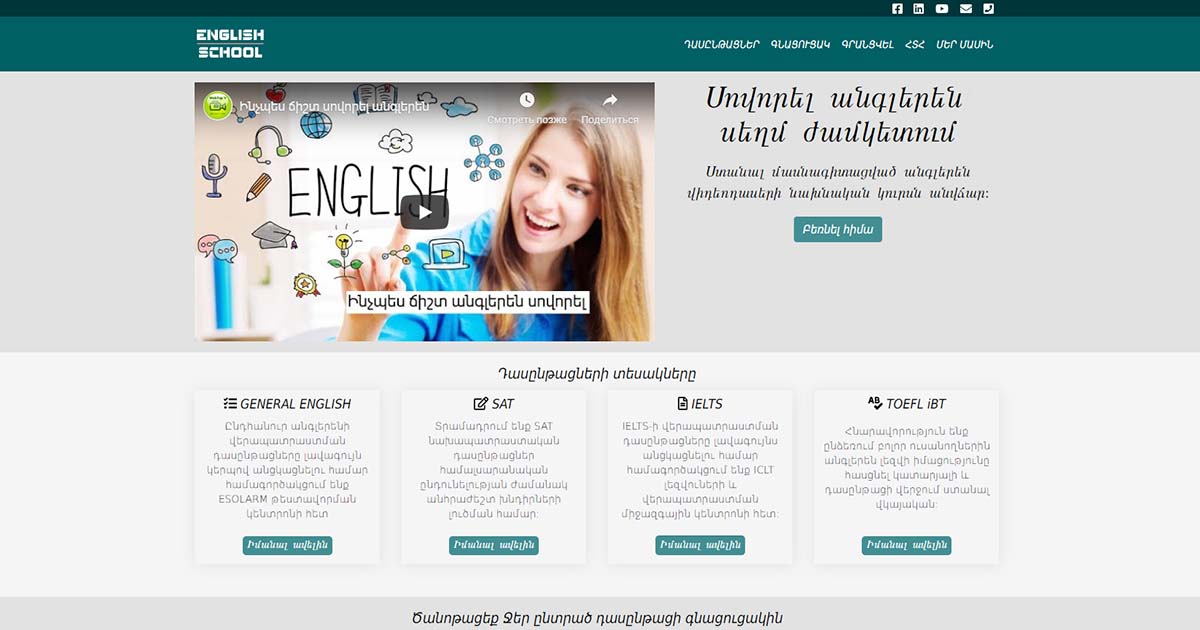 ENGLISH
SCHOOL
ԴԱՍԸՆԹԱՑՆԵՐ ԳՆԱՑՈՒՑԱԿ ԳՐԱՆՑՎԵԼ ՀՏՀ ՄԵՐ ՄԱՍԻՆ
Ինչպես ճիշտ սովորել անգլերեն
Смотреть позже
Поделиться
ENGLISH
Ինչպես ճիշտ անգլերեն սովորել
Սովորել անգլերեն
սեղմ ժամկետում
Ստանալ մասնագիտացված անգլերեն
վիդեոդասերի նախնական կուրսն անվճար:
Բեռնել հիմա
Դասընթացների տեսակները
GENERAL ENGLISH
Ընդհանուր անգլերենի
վերապատրաստման
դասընթացները լավագույն
կերպով անցկացնելու համար
համագործակցում ենք
ESOLARM թեստավորման
կենտրոնի հետ
Իմանալ ավելին
SAT
Տրամադրում ենք SAT
նախապատրաստական
դասընթացներ
համալսարանական
ընդունելության ժամանակ
անհրաժեշտ խնդիրների
լուծման համար:
Իմանալ ավելին
IELTS
IELTS-ի վերապատրաստման
դասընթացները լավագույնս
անցկացնելու համար
համագործակցում ենք ICLT
լեզվուների և
վերապատրաստման
միջազգային կենտրոնի հետ:
Իմանալ ավելին
TOEFL iBT
Հնարավորություն ենք
ընձեռում բոլոր ուսանողներին
անգլերեն լեզվի իմացությունը
հասցնել կատարյալի և
դասընթացի վերջում ստանալ
վկայական:
Իմանալ ավելին
Ծանոթացեք Ձեր ընտրած դասընթացի գնացուցակին